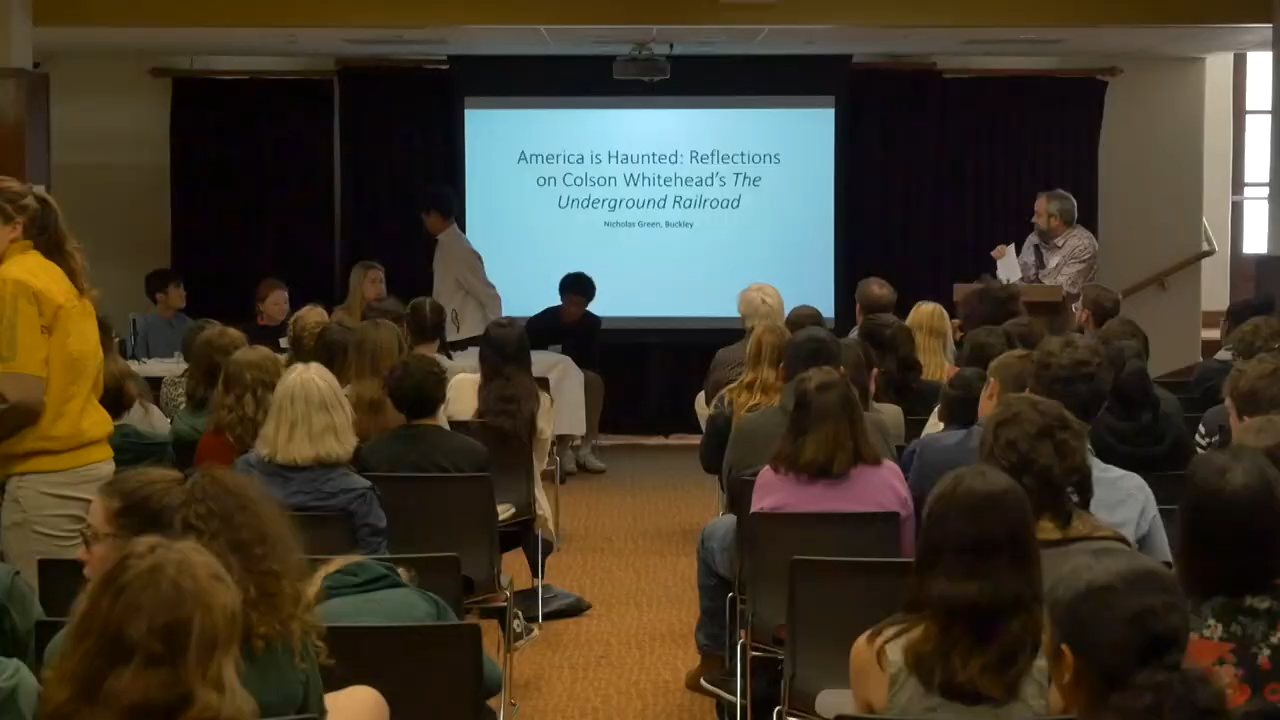 America is Haunted: Reflections
on Colson Whitehead's The
Underground Railroad
Nicholas Green, Buckley